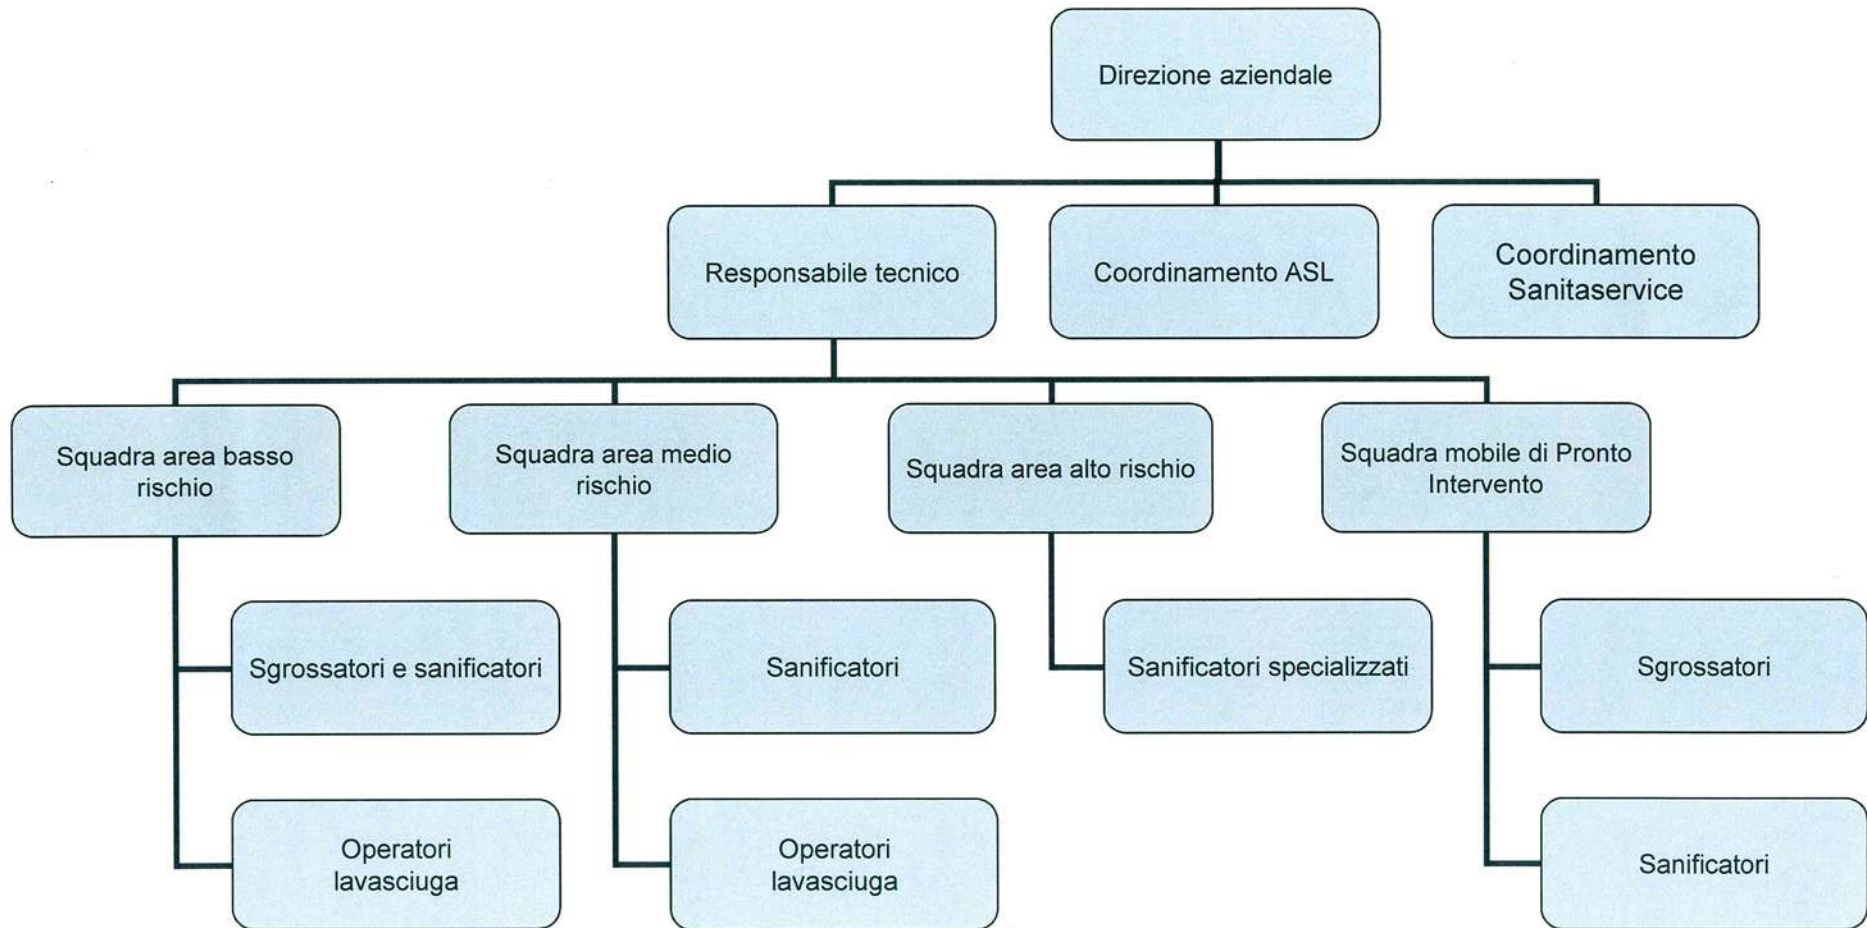 Direzione aziendale
Responsabile tecnico
Coordinamento ASL
Coordinamento
Sanitaservice
Squadra area basso
rischio
Squadra area medio
rischio
Squadra area alto rischio
Squadra mobile di Pronto
Intervento
Sgrossatori e sanificatori
Sanificatori
Sanificatori specializzati
Sgrossatori
Operatori
lavasciuga
Operatori
lavasciuga
Sanificatori